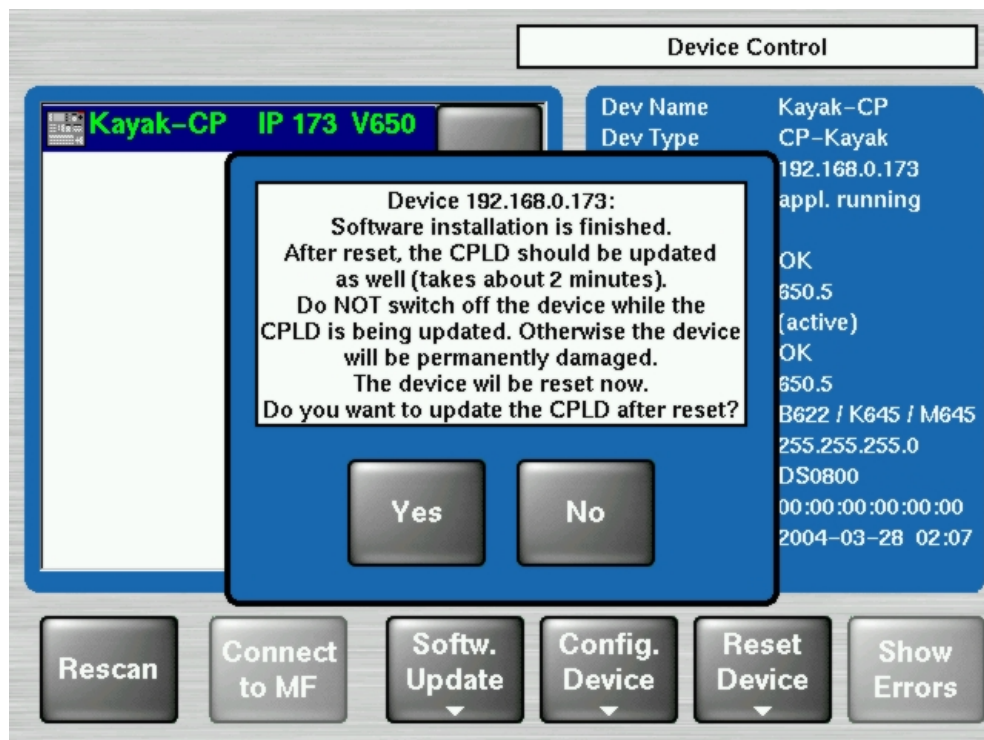 Device Control
Kayak-CP IP 173 V650
Dev Name Kayak-CP
Dev Type CP-Kayak
192.168.0.173
appl. running
OK
650.5
(active)
OK
650.5
B622 / K645 / M645
255.255.255.0
DS0800
00:00:00:00:00:00
2004-03-28 02:07
Device 192.168.0.173:
Software installation is finished.
After reset, the CPLD should be updated
as well (takes about 2 minutes).
Do NOT switch off the device while the
CPLD is being updated. Otherwise the device
will be permanently damaged.
The device wil be reset now.
Do you want to update the CPLD after reset?
Yes No
Rescan
Connect
to MF
Softw.
Update
Config.
Device
Reset
Device
Show
Errors